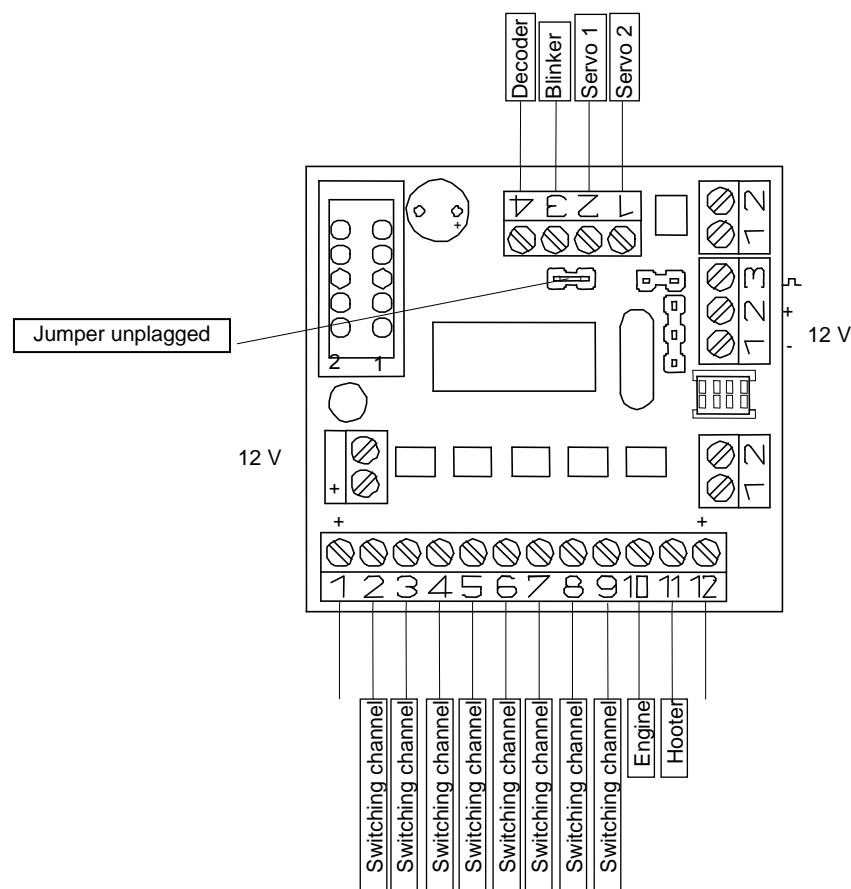 Decoder
Blinker
Servo 1
Servo 2
4 3 2 1
+
2
1
3
2
1
+
-
12 V
Jumper unplagged
2 1
12 V
+
2
1
+ +
1 2 3 4 5 6 7 8 9 10 11 12
Switching channel
Switching channel
Switching channel
Switching channel
Switching channel
Switching channel
Switching channel
Switching channel
Engine
Hooter